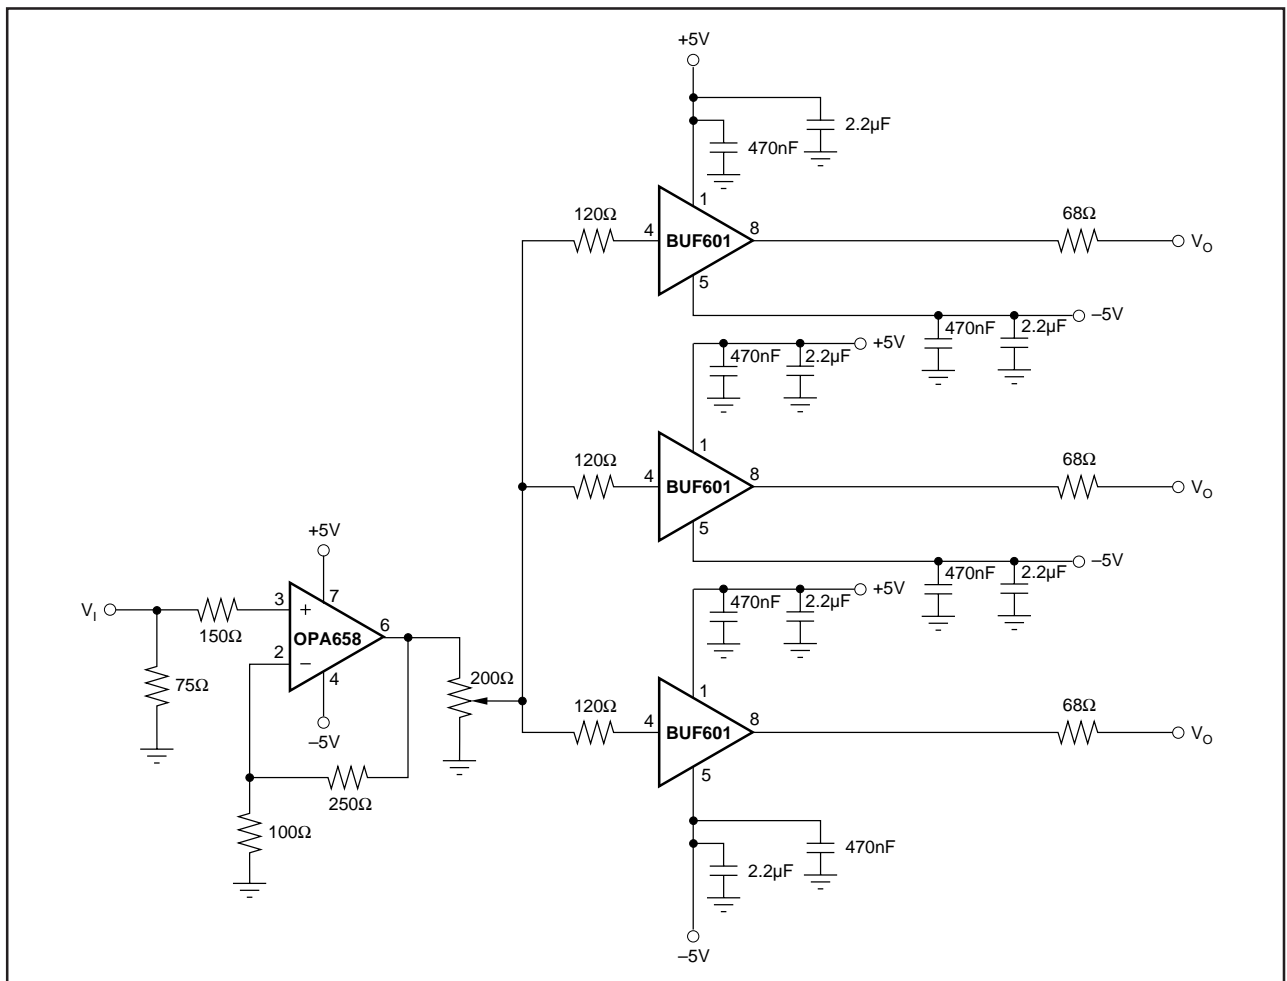 +5V
2.2µF
470nF
1
120Ω
4
BUF601
8
68Ω
V_O
5
–5V
470nF
2.2µF
470nF
2.2µF
+5V
1
120Ω
4
BUF601
8
68Ω
V_O
5
–5V
470nF
2.2µF
470nF
2.2µF
+5V
+5V
V_I
150Ω
3
+
7
OPA658
6
2
–
4
75Ω
–5V
200Ω
250Ω
100Ω
1
120Ω
4
BUF601
8
68Ω
V_O
5
470nF
2.2µF
–5V